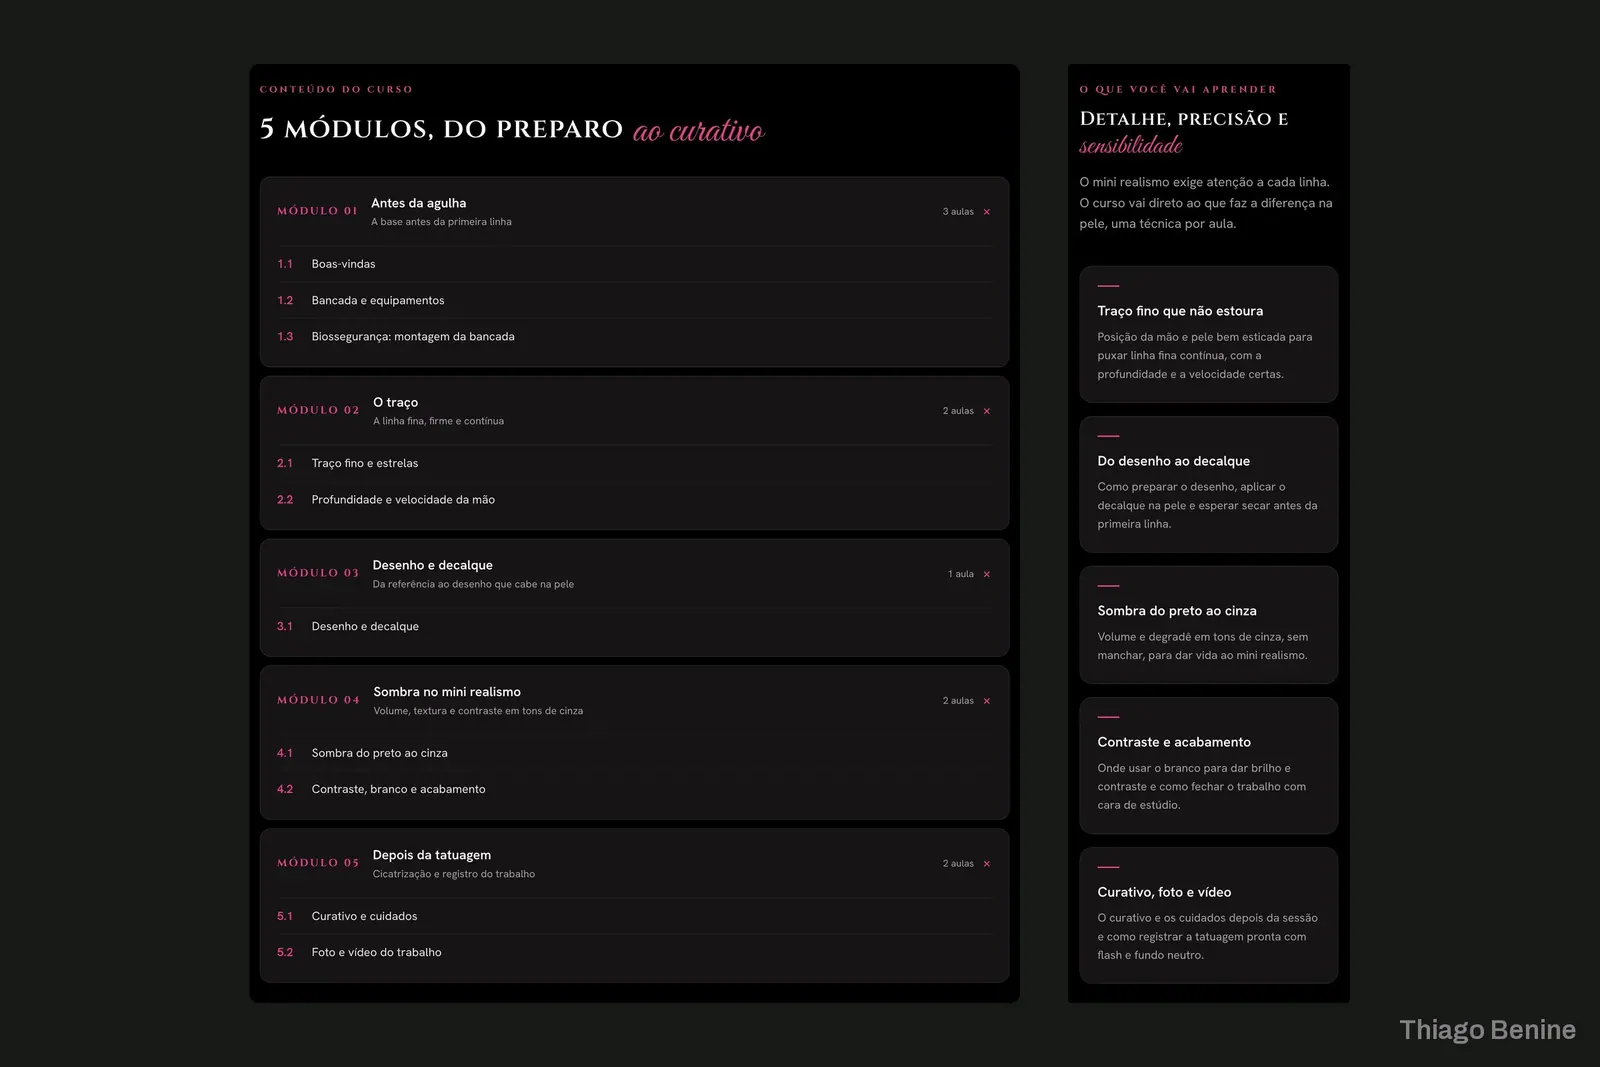 CONTEÚDO DO CURSO
5 MÓDULOS, DO PREPARO ao curativo
MÓDULO 01
Antes da agulha
A base antes da primeira linha
3 aulas ×
1.1 Boas-vindas
1.2 Bancada e equipamentos
1.3 Biossegurança: montagem da bancada
MÓDULO 02
O traço
A linha fina, firme e contínua
2 aulas ×
2.1 Traço fino e estrelas
2.2 Profundidade e velocidade da mão
MÓDULO 03
Desenho e decalque
Da referência ao desenho que cabe na pele
1 aula ×
3.1 Desenho e decalque
MÓDULO 04
Sombra no mini realismo
Volume, textura e contraste em tons de cinza
2 aulas ×
4.1 Sombra do preto ao cinza
4.2 Contraste, branco e acabamento
MÓDULO 05
Depois da tatuagem
Cicatrização e registro do trabalho
2 aulas ×
5.1 Curativo e cuidados
5.2 Foto e vídeo do trabalho
O QUE VOCÊ VAI APRENDER
DETALHE, PRECISÃO E
sensibilidade
O mini realismo exige atenção a cada linha.
O curso vai direto ao que faz a diferença na
pele, uma técnica por aula.
Traço fino que não estoura
Posição da mão e pele bem esticada para
puxar linha fina contínua, com a
profundidade e a velocidade certas.
Do desenho ao decalque
Como preparar o desenho, aplicar o
decalque na pele e esperar secar antes da
primeira linha.
Sombra do preto ao cinza
Volume e degradê em tons de cinza, sem
manchar, para dar vida ao mini realismo.
Contraste e acabamento
Onde usar o branco para dar brilho e
contraste e como fechar o trabalho com
cara de estúdio.
Curativo, foto e vídeo
O curativo e os cuidados depois da sessão
e como registrar a tatuagem pronta com
flash e fundo neutro.
Thiago Benine